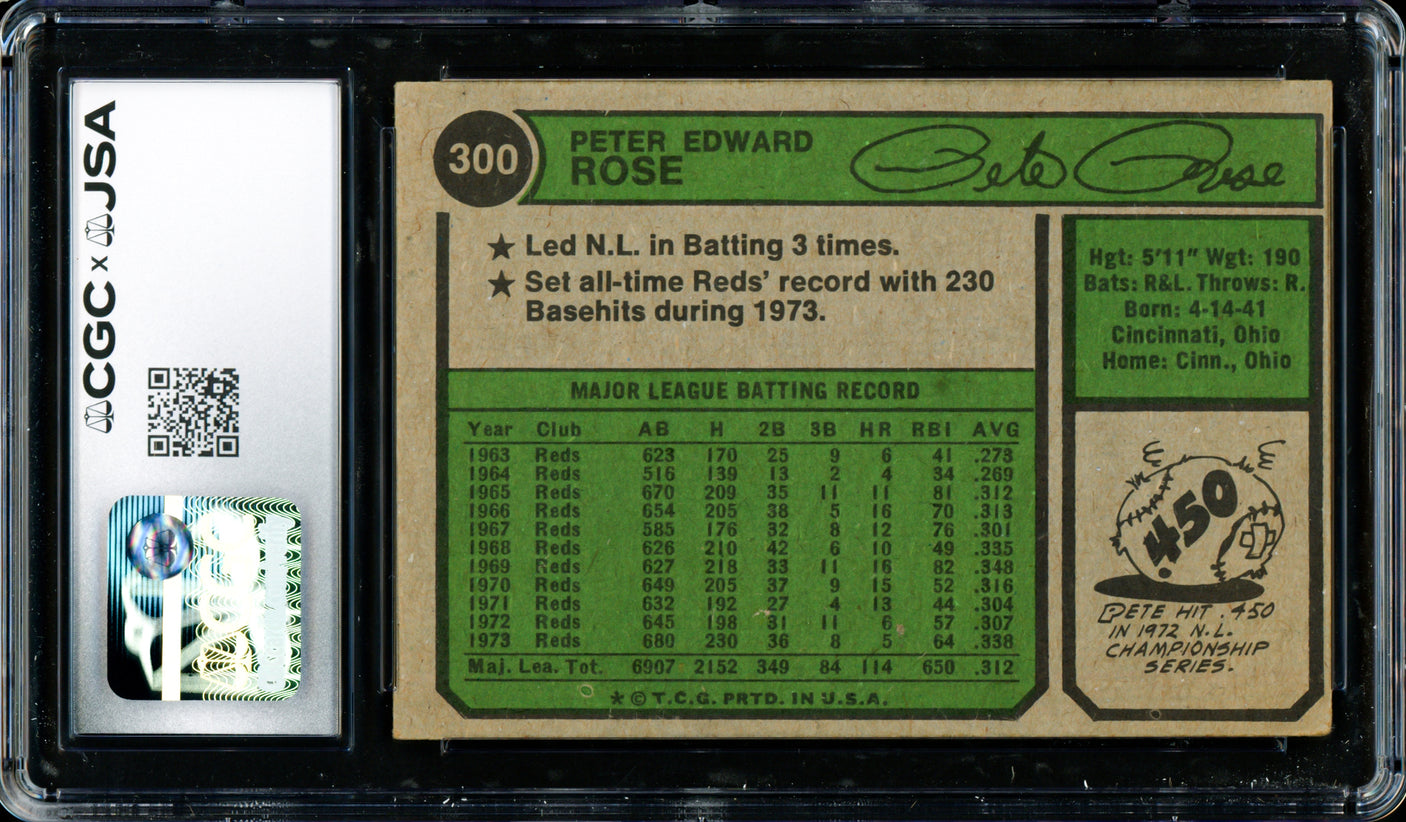 CGC x JSA
300
PETER EDWARD
ROSE
Pete Rose
★ Led N.L. in Batting 3 times.
★ Set all-time Reds' record with 230
Basehits during 1973.
Hgt: 5'11" Wgt: 190
Bats: R&L. Throws: R.
Born: 4-14-41
Cincinnati, Ohio
Home: Cinn., Ohio
MAJOR LEAGUE BATTING RECORD
Year Club AB H 2B 3B HR RBI AVG
1963 Reds 623 170 25 9 6 41 .273
1964 Reds 516 139 13 2 4 34 .269
1965 Reds 670 209 35 11 11 81 .312
1966 Reds 654 205 38 5 16 70 .313
1967 Reds 585 176 32 8 12 76 .301
1968 Reds 626 210 42 6 10 49 .335
1969 Reds 627 218 33 11 16 82 .348
1970 Reds 649 205 37 9 15 52 .316
1971 Reds 632 192 27 4 13 44 .304
1972 Reds 645 198 31 11 6 57 .307
1973 Reds 680 230 36 8 5 64 .338
Maj. Lea. Tot. 6907 2152 349 84 114 650 .312
★ © T.C.G. PRTD. IN U.S.A.
.450
PETE HIT .450
IN 1972 N.L.
CHAMPIONSHIP
SERIES.